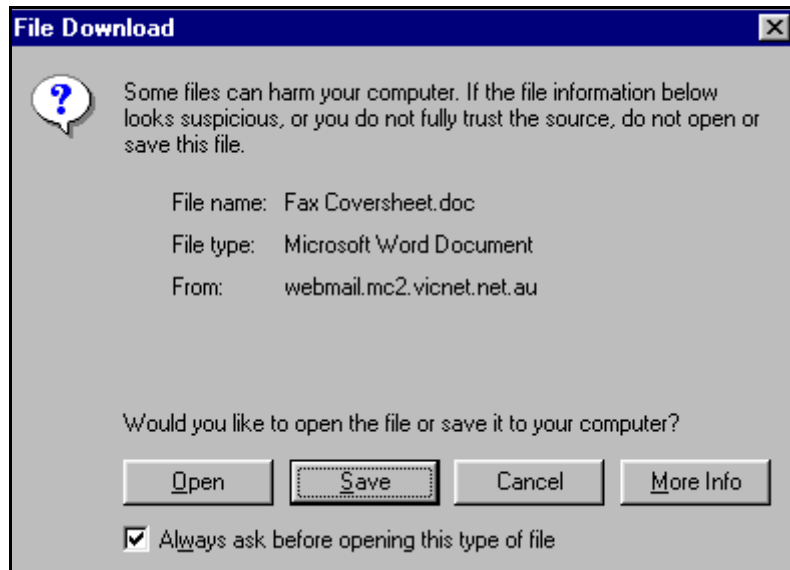 File Download
Some files can harm your computer. If the file information below
looks suspicious, or you do not fully trust the source, do not open or
save this file.
File name: Fax Coversheet.doc
File type: Microsoft Word Document
From: webmail.mc2.vicnet.net.au
Would you like to open the file or save it to your computer?
Open Save Cancel More Info
Always ask before opening this type of file